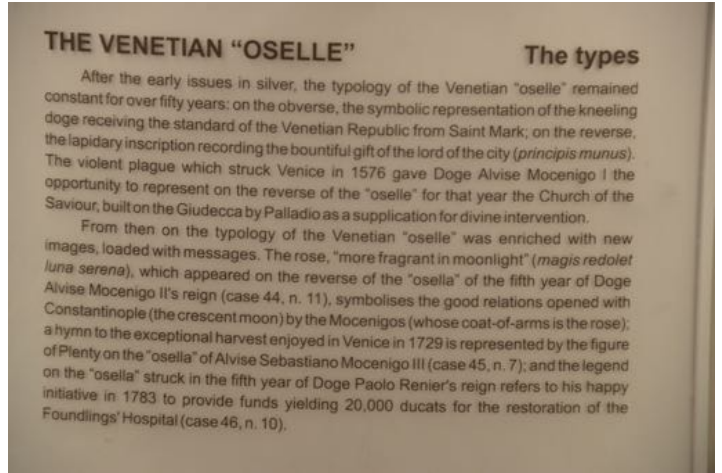 THE VENETIAN “OSELLE” The types
After the early issues in silver, the typology of the Venetian "oselle" remained
constant for over fifty years: on the obverse, the symbolic representation of the kneeling
doge receiving the standard of the Venetian Republic from Saint Mark; on the reverse,
the lapidary inscription recording the bountiful gift of the lord of the city (principis munus).
The violent plague which struck Venice in 1576 gave Doge Alvise Mocenigo I the
opportunity to represent on the reverse of the "oselle" for that year the Church of the
Saviour, built on the Giudecca by Palladio as a supplication for divine intervention.
From then on the typology of the Venetian "oselle" was enriched with new
images, loaded with messages. The rose, "more fragrant in moonlight" (magis redolet
luna serena), which appeared on the reverse of the "osella" of the fifth year of Doge
Alvise Mocenigo II's reign (case 44, n. 11), symbolises the good relations opened with
Constantinople (the crescent moon) by the Mocenigos (whose coat-of-arms is the rose);
a hymn to the exceptional harvest enjoyed in Venice in 1729 is represented by the figure
of Plenty on the "osella" of Alvise Sebastiano Mocenigo III (case 45, n. 7); and the legend
on the "osella" struck in the fifth year of Doge Paolo Renier's reign refers to his happy
initiative in 1783 to provide funds yielding 20,000 ducats for the restoration of the
Foundlings' Hospital (case 46, n. 10).